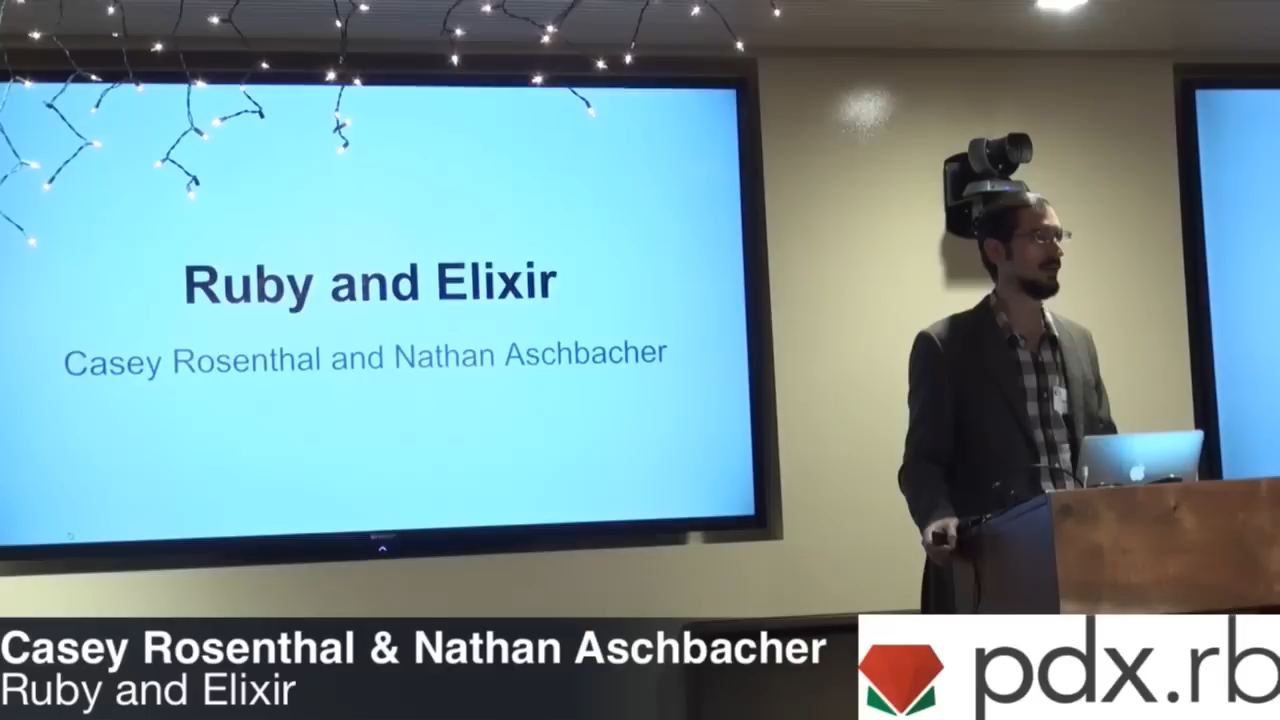 Ruby and Elixir
Casey Rosenthal and Nathan Aschbacher
Casey Rosenthal & Nathan Aschbacher
Ruby and Elixir
pdx.rb